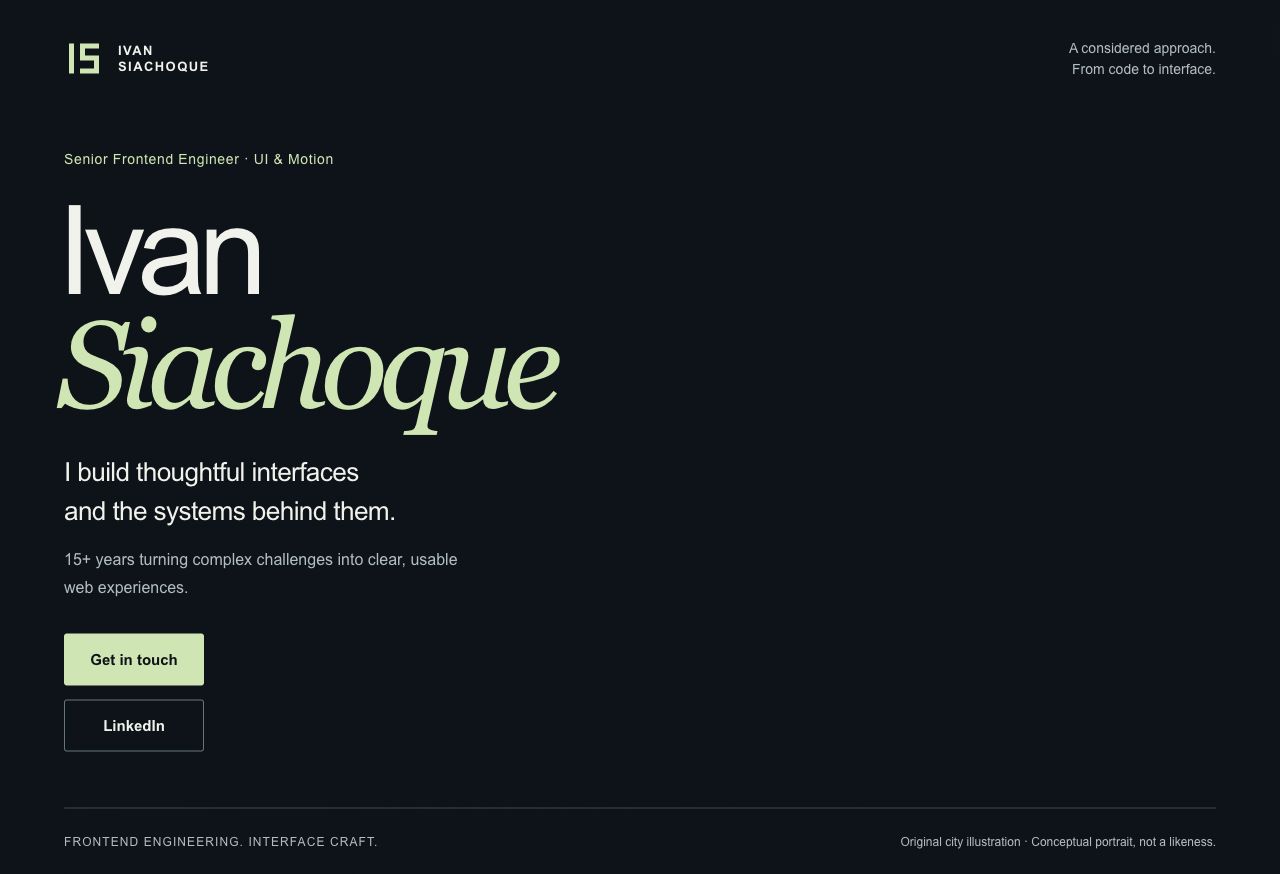 IS
IVAN
SIACHOQUE
A considered approach.
From code to interface.
Senior Frontend Engineer · UI & Motion
Ivan
Siachoque
I build thoughtful interfaces
and the systems behind them.
15+ years turning complex challenges into clear, usable
web experiences.
Get in touch
LinkedIn
FRONTEND ENGINEERING. INTERFACE CRAFT.
Original city illustration · Conceptual portrait, not a likeness.